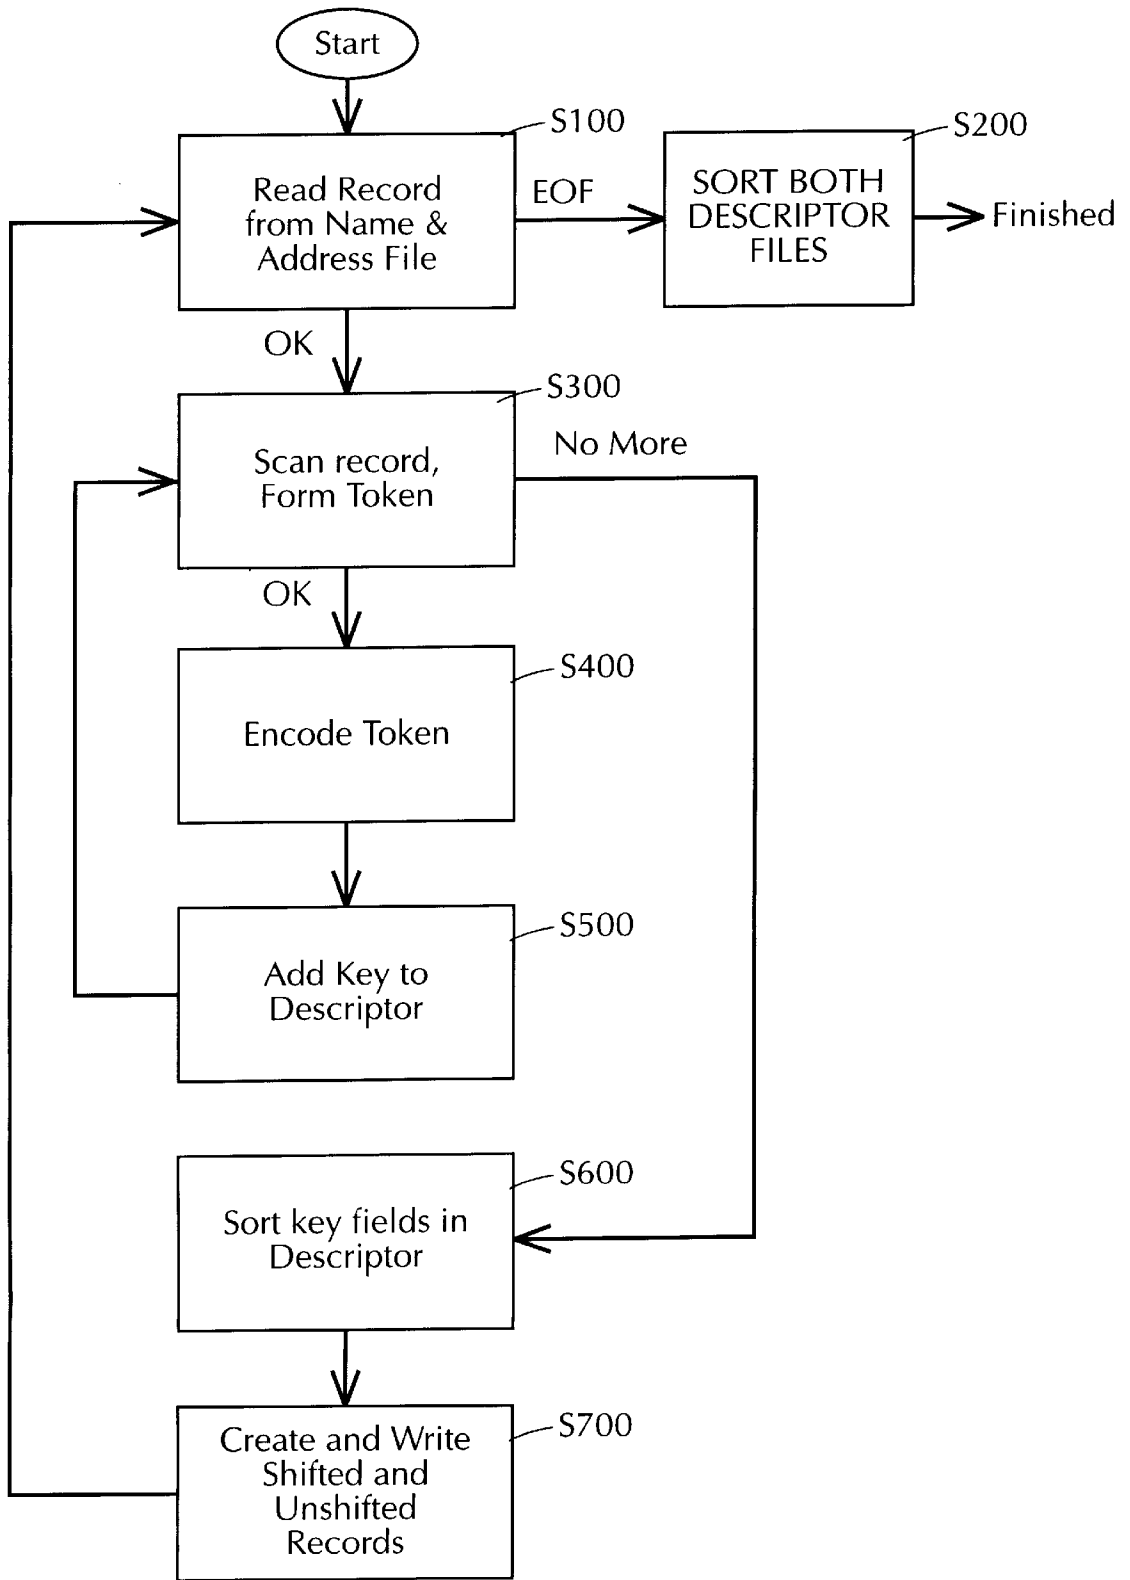 Start
S100
Read Record
from Name &
Address File
EOF
S200
SORT BOTH
DESCRIPTOR
FILES
Finished
OK
S300
Scan record,
Form Token
No More
OK
S400
Encode Token
S500
Add Key to
Descriptor
S600
Sort key fields in
Descriptor
S700
Create and Write
Shifted and
Unshifted
Records